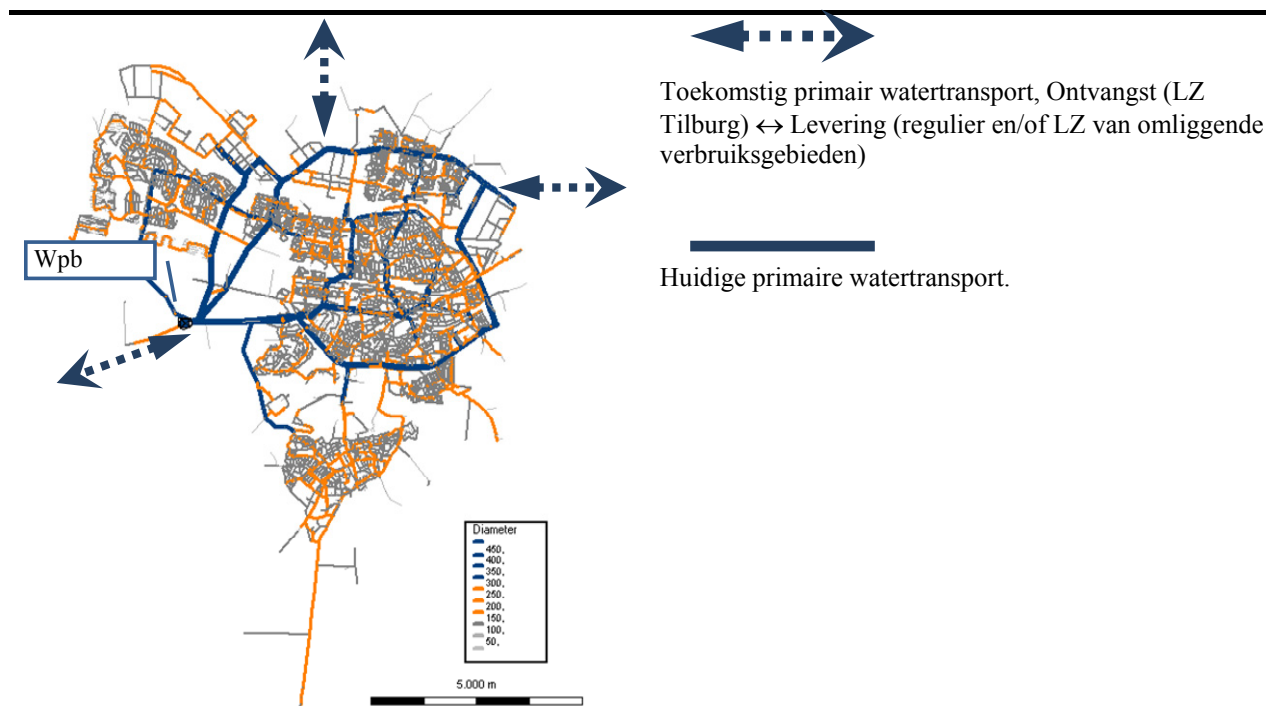 Toekomstig primair watertransport, Ontvangst (LZ
Tilburg) ↔ Levering (regulier en/of LZ van omliggende
verbruiksgebieden)
Wpb
Huidige primaire watertransport.
Diameter
450,
400,
350,
300,
250,
200,
150,
100,
50,
5.000 m